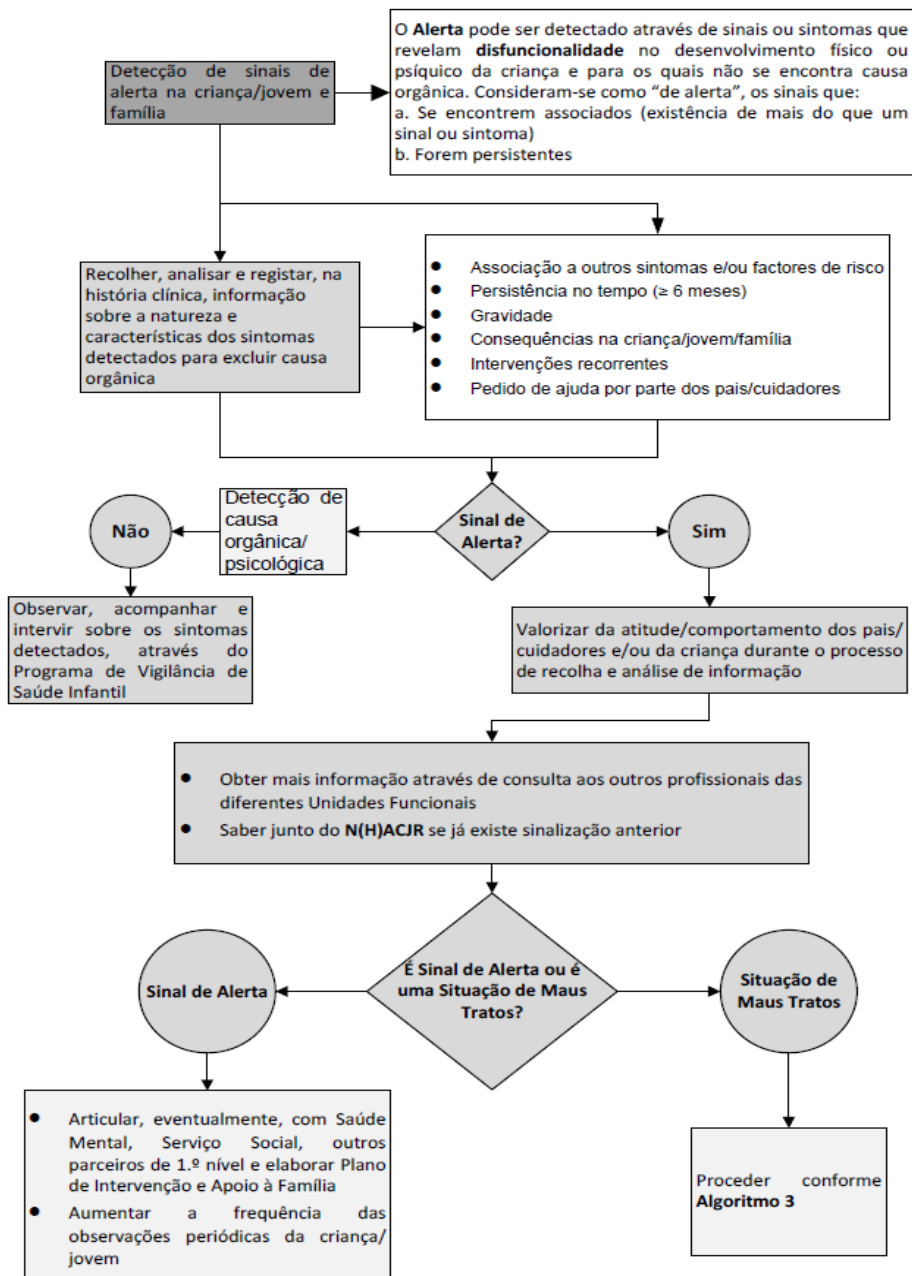 O Alerta pode ser detectado através de sinais ou sintomas que
revelam disfuncionalidade no desenvolvimento físico ou
psíquico da criança e para os quais não se encontra causa
orgânica. Consideram-se como “de alerta”, os sinais que:
a. Se encontrem associados (existência de mais do que um
sinal ou sintoma)
b. Forem persistentes
Detecção de sinais de
alerta na criança/jovem e
família
Recolher, analisar e registar, na
história clínica, informação
sobre a natureza e
características dos sintomas
detectados para excluir causa
orgânica
● Associação a outros sintomas e/ou factores de risco
● Persistência no tempo (≥ 6 meses)
● Gravidade
● Consequências na criança/jovem/família
● Intervenções recorrentes
● Pedido de ajuda por parte dos pais/cuidadores
Sinal de
Alerta?
Detecção de
causa
orgânica/
psicológica
Não
Sim
Observar, acompanhar e
intervir sobre os sintomas
detectados, através do
Programa de Vigilância de
Saúde Infantil
Valorizar da atitude/comportamento dos pais/
cuidadores e/ou da criança durante o processo
de recolha e análise de informação
● Obter mais informação através de consulta aos outros profissionais das
diferentes Unidades Funcionais
● Saber junto do N(H)ACJR se já existe sinalização anterior
É Sinal de Alerta ou é
uma Situação de Maus
Tratos?
Sinal de Alerta
Situação de
Maus Tratos
● Articular, eventualmente, com Saúde
Mental, Serviço Social, outros
parceiros de 1.º nível e elaborar Plano
de Intervenção e Apoio à Família
● Aumentar a frequência das
observações periódicas da criança/
jovem
Proceder conforme
Algoritmo 3